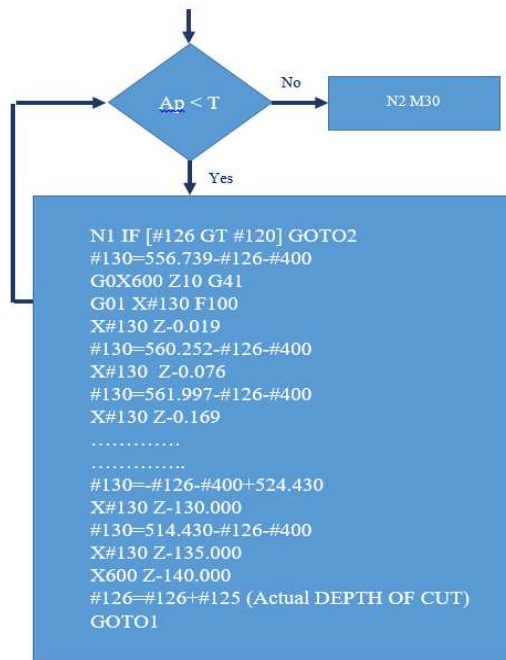 Ap < T
No
N2 M30
Yes
N1 IF [#126 GT #120] GOTO2
#130=556.739-#126-#400
G0X600 Z10 G41
G01 X#130 F100
X#130 Z-0.019
#130=560.252-#126-#400
X#130  Z-0.076
#130=561.997-#126-#400
X#130 Z-0.169
………….
…………..
#130=-#126-#400+524.430
X#130 Z-130.000
#130=514.430-#126-#400
X#130 Z-135.000
X600 Z-140.000
#126=#126+#125 (Actual DEPTH OF CUT)
GOTO1